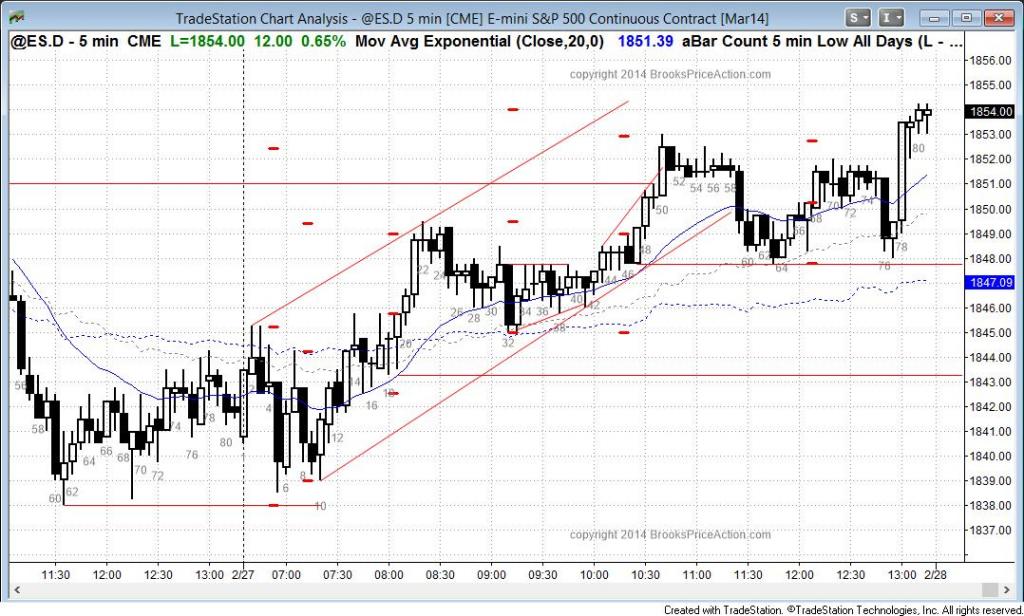 TradeStation Chart Analysis - @ES.D 5 min [CME] E-mini S&P 500 Continuous Contract [Mar14]
S I
@ES.D - 5 min CME L=1854.00 12.00 0.65% Mov Avg Exponential (Close,20,0) 1851.39 aBar Count 5 min Low All Days (L - ...
copyright 2014 BrooksPriceAction.com
1856.00
1855.00
1854.00
1853.00
1852.00
1851.00
1850.00
1849.00
1848.00
1847.09
1846.00
1845.00
1844.00
1843.00
1842.00
1841.00
1840.00
1839.00
1838.00
1837.00
58 60 62 64 66 68 70 72 74 76 78 80
4 6 8 10 12 14 16 18 20 22 24 26 28 30 32 34 36 38 40 42 44 46 48 50 52 54 56 58 60 62 64 66 68 70 72 74 76 78 80
copyright 2014 BrooksPriceAction.com
11:30 12:00 12:30 13:00 2/27 07:00 07:30 08:00 08:30 09:00 09:30 10:00 10:30 11:00 11:30 12:00 12:30 13:00 2/28
Created with TradeStation. ©TradeStation Technologies, Inc. All rights reserved.